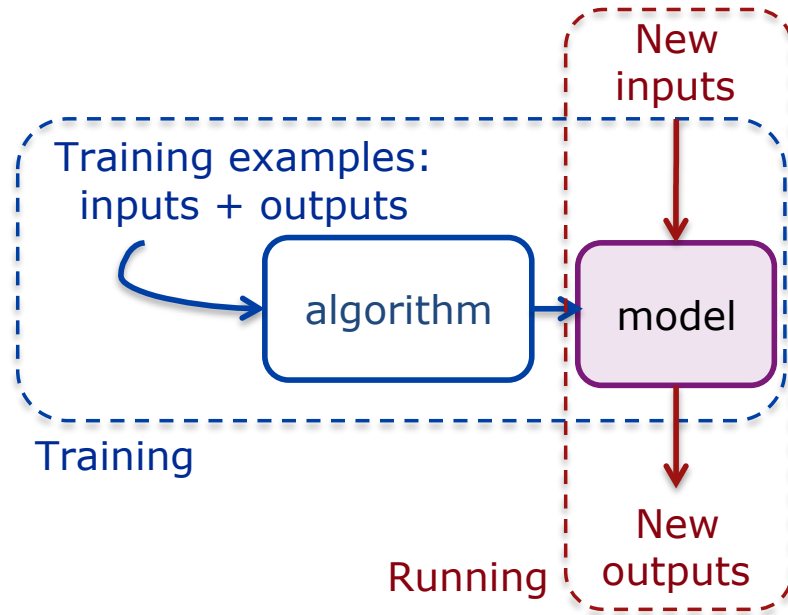 New
inputs
Training examples:
inputs + outputs
algorithm
model
Training
New
outputs
Running